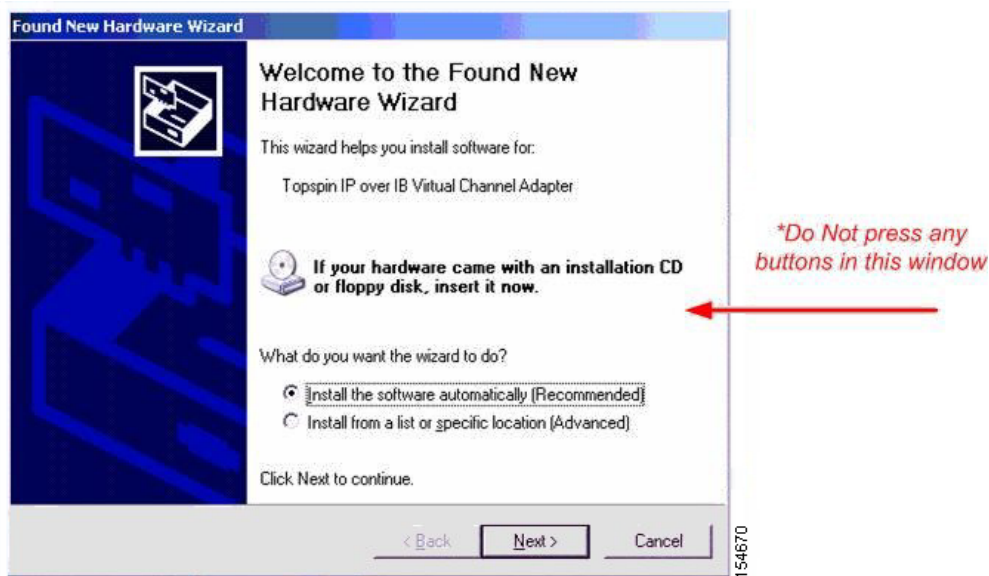 Found New Hardware Wizard
Welcome to the Found New
Hardware Wizard
This wizard helps you install software for:
Topspin IP over IB Virtual Channel Adapter
If your hardware came with an installation CD
or floppy disk, insert it now.
*Do Not press any
buttons in this window
What do you want the wizard to do?
Install the software automatically (Recommended)
Install from a list or specific location (Advanced)
Click Next to continue.
< Back
Next >
Cancel
154670